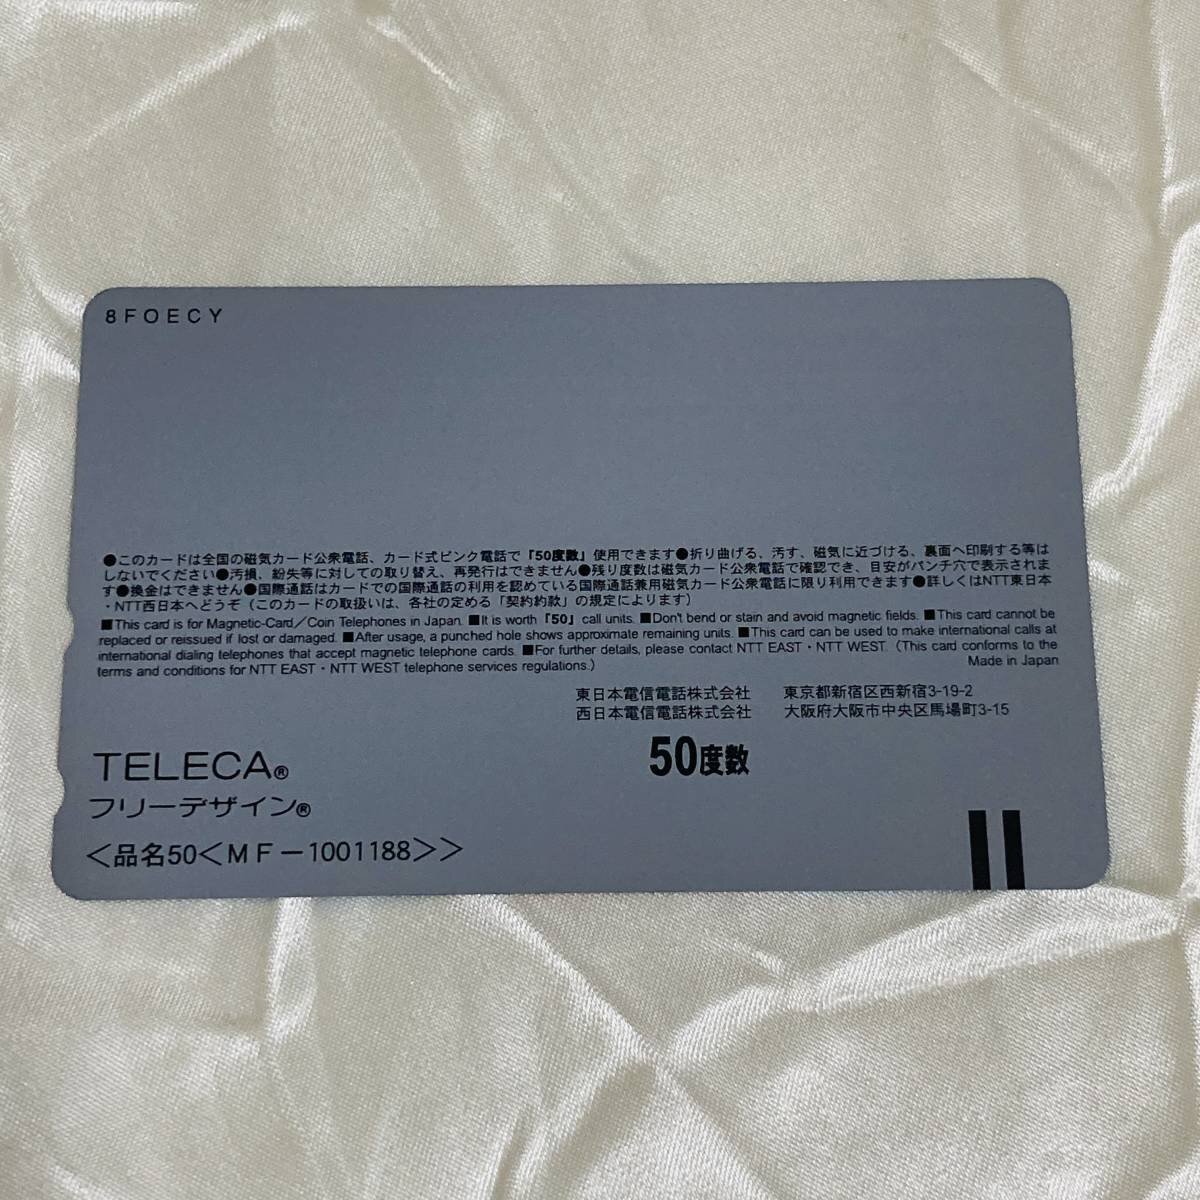 8FOECY
●このカードは全国の磁気カード公衆電話、カード式ピンク電話で「50度数」使用できます●折り曲げる、汚す、磁気に近づける、裏面へ印刷する等は
しないでください●汚損、紛失等に対しての取り替え、再発行はできません●残り度数は磁気カード公衆電話で確認でき、目安がパンチ穴で表示されま
す●換金はできません●国際通話はカードでの国際通話の利用を認めている国際通話兼用磁気カード公衆電話に限り利用できます●詳しくはNTT東日本
・NTT西日本へどうぞ(このカードの取扱いは、各社の定める「契約約款」の規定によります)
■This card is for Magnetic-Card／Coin Telephones in Japan. ■It is worth「50」call units. ■Don't bend or stain and avoid magnetic fields. ■This card cannot be
replaced or reissued if lost or damaged. ■After usage, a punched hole shows approximate remaining units. ■This card can be used to make international calls at
international dialing telephones that accept magnetic telephone cards. ■For further details, please contact NTT EAST・NTT WEST. (This card conforms to the
terms and conditions for NTT EAST・NTT WEST telephone services regulations.)
Made in Japan
東日本電信電話株式会社 東京都新宿区西新宿3-19-2
西日本電信電話株式会社 大阪府大阪市中央区馬場町3-15
50度数
TELECA®
フリーデザイン®
＜品名50＜MF－1001188＞＞